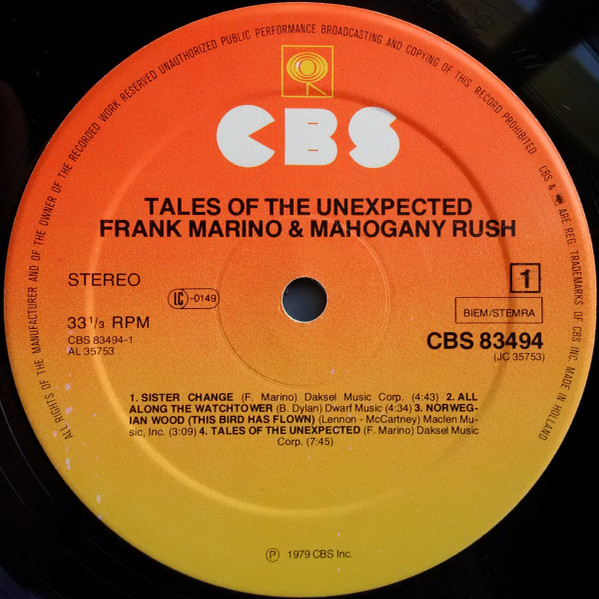 ALL RIGHTS OF THE MANUFACTURER AND OF THE OWNER OF THE RECORDED WORK RESERVED UNAUTHORIZED PUBLIC PERFORMANCE BROADCASTING AND COPYING OF THIS RECORD PROHIBITED CBS & ARE REG. TRADEMARKS OF CBS INC. MADE IN HOLLAND
CBS
TALES OF THE UNEXPECTED
FRANK MARINO & MAHOGANY RUSH
STEREO
LC-0149
1
33 1/3 RPM
BIEM/STEMRA
CBS 83494-1
AL 35753
CBS 83494
(JC 35753)
1. SISTER CHANGE (F. Marino) Daksel Music Corp. (4:43) 2. ALL
ALONG THE WATCHTOWER (B. Dylan) Dwarf Music (4:34) 3. NORWEG-
IAN WOOD (THIS BIRD HAS FLOWN) (Lennon - McCartney) Maclen Mu-
sic, Inc. (3:09) 4. TALES OF THE UNEXPECTED (F. Marino) Daksel Music
Corp. (7:45)
℗ 1979 CBS Inc.